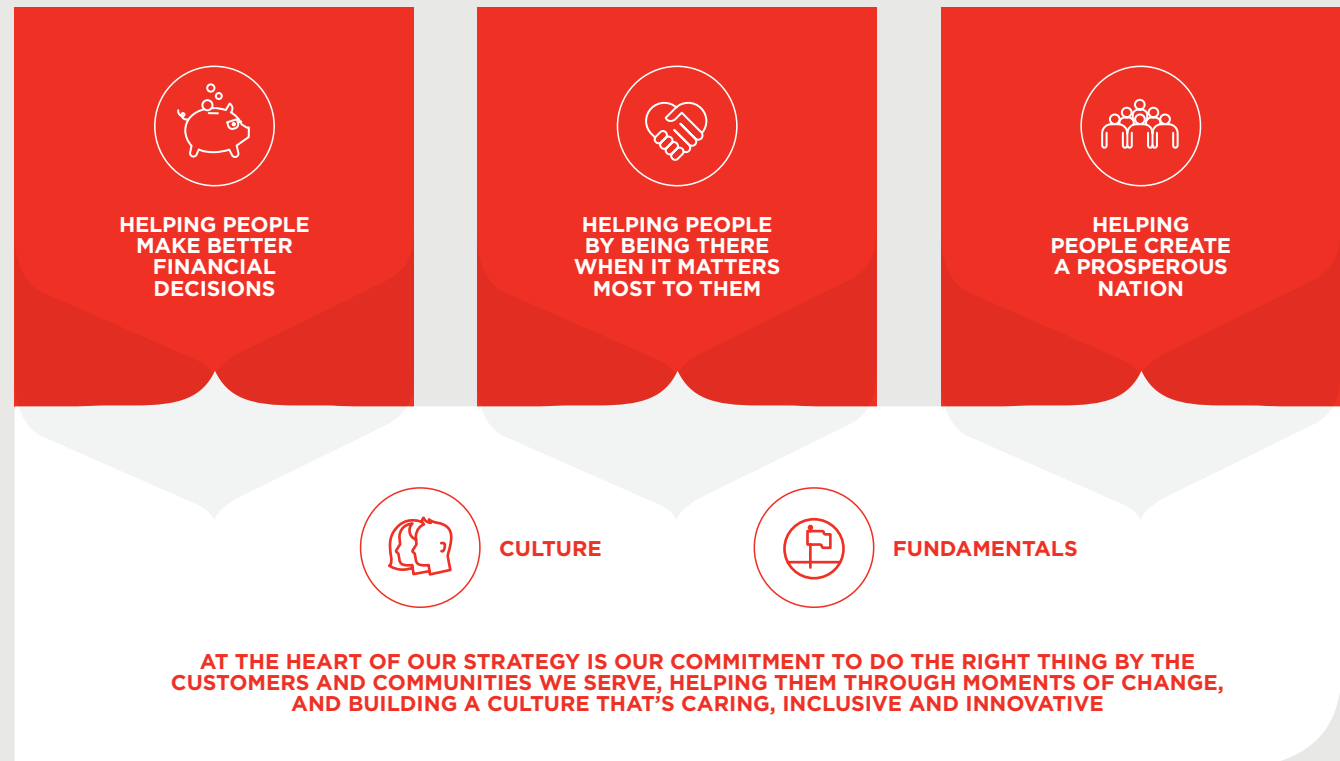 HELPING PEOPLE
MAKE BETTER
FINANCIAL
DECISIONS
HELPING PEOPLE
BY BEING THERE
WHEN IT MATTERS
MOST TO THEM
HELPING
PEOPLE CREATE
A PROSPEROUS
NATION
CULTURE
FUNDAMENTALS
AT THE HEART OF OUR STRATEGY IS OUR COMMITMENT TO DO THE RIGHT THING BY THE
CUSTOMERS AND COMMUNITIES WE SERVE, HELPING THEM THROUGH MOMENTS OF CHANGE,
AND BUILDING A CULTURE THAT’S CARING, INCLUSIVE AND INNOVATIVE